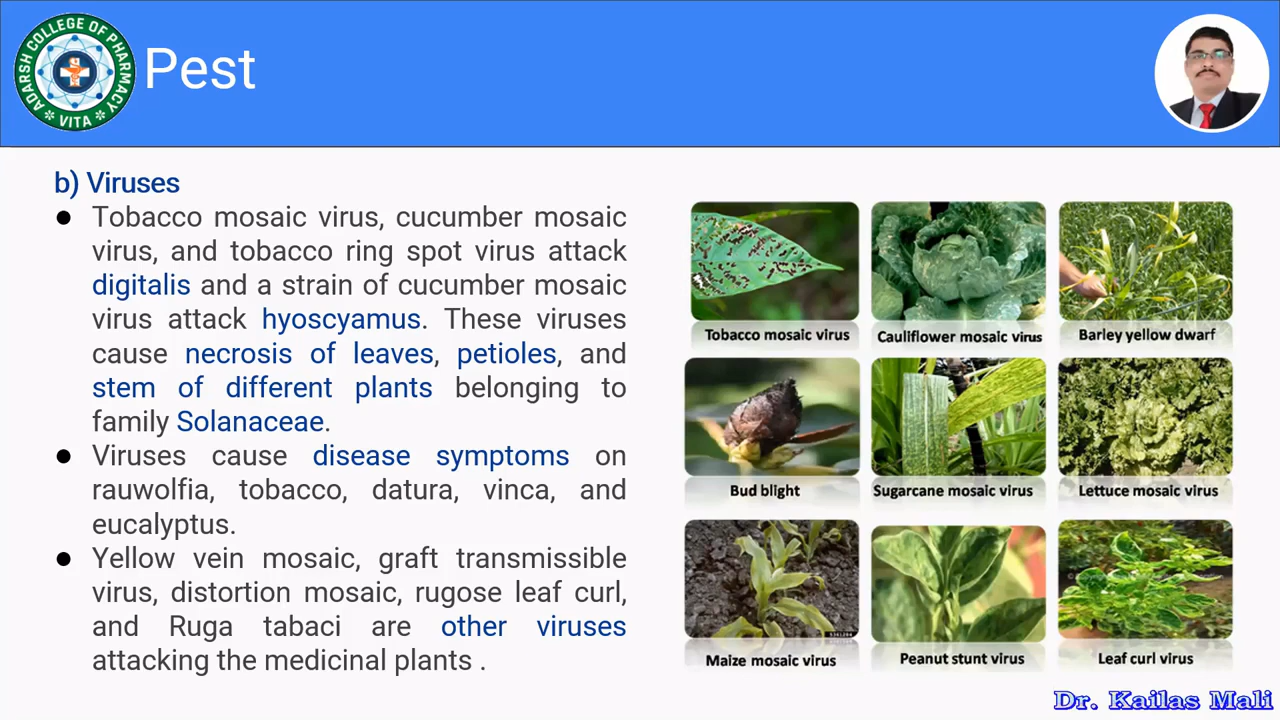 ADARSH COLLEGE OF PHARMACY
VITA
Pest
b) Viruses
● Tobacco mosaic virus, cucumber mosaic
virus, and tobacco ring spot virus attack
digitalis and a strain of cucumber mosaic
virus attack hyoscyamus. These viruses
cause necrosis of leaves, petioles, and
stem of different plants belonging to
family Solanaceae.
● Viruses cause disease symptoms on
rauwolfia, tobacco, datura, vinca, and
eucalyptus.
● Yellow vein mosaic, graft transmissible
virus, distortion mosaic, rugose leaf curl,
and Ruga tabaci are other viruses
attacking the medicinal plants .
Tobacco mosaic virus
Cauliflower mosaic virus
Barley yellow dwarf
Bud blight
Sugarcane mosaic virus
Lettuce mosaic virus
Maize mosaic virus
Peanut stunt virus
Leaf curl virus
Dr. Kailas Mali